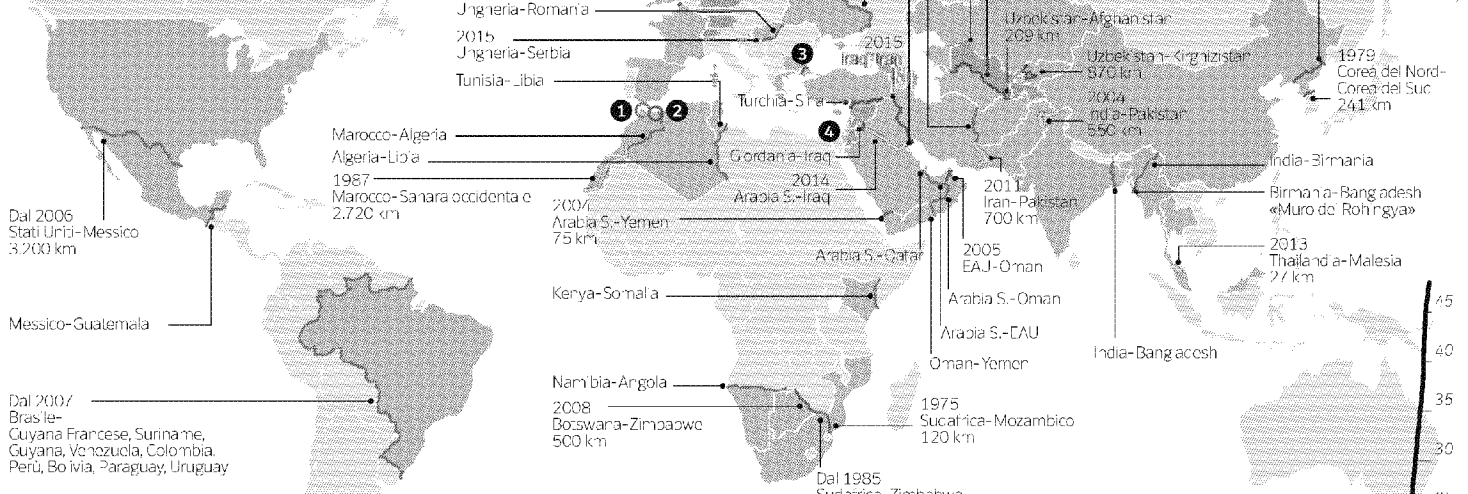 Ungheria-Romania
2015
Ungheria-Serbia
Tunisia-Libia
1
2
3
4
Marocco-Algeria
Algeria-Libia
1987
Marocco-Sahara occidentale
2.720 km
Dal 2006
Stati Uniti-Messico
3.200 km
Messico-Guatemala
Dal 2007
Brasile-
Guyana Francese, Suriname,
Guyana, Venezuela, Colombia,
Perù, Bolivia, Paraguay, Uruguay
2015
Iraq-Iran
Turchia-Siria
Giordania-Iraq
2014
Arabia S.-Iraq
2004
Arabia S.-Yemen
75 km
Arabia S.-Qatar
Kenya-Somalia
Namibia-Angola
2008
Botswana-Zimbabwe
500 km
Uzbekistan-Afghanistan
209 km
Uzbekistan-Kirghizistan
870 km
2004
India-Pakistan
550 km
2011
Iran-Pakistan
700 km
2005
EAU-Oman
Arabia S.-Oman
Arabia S.-EAU
Oman-Yemen
1975
Sudafrica-Mozambico
120 km
Dal 1985
Sudafrica-Zimbabwe
1979
Corea del Nord-
Corea del Sud
241 km
India-Birmania
Birmania-Bangladesh
«Muro dei Rohingya»
2013
Thailandia-Malesia
27 km
India-Bangladesh
45
40
35
30